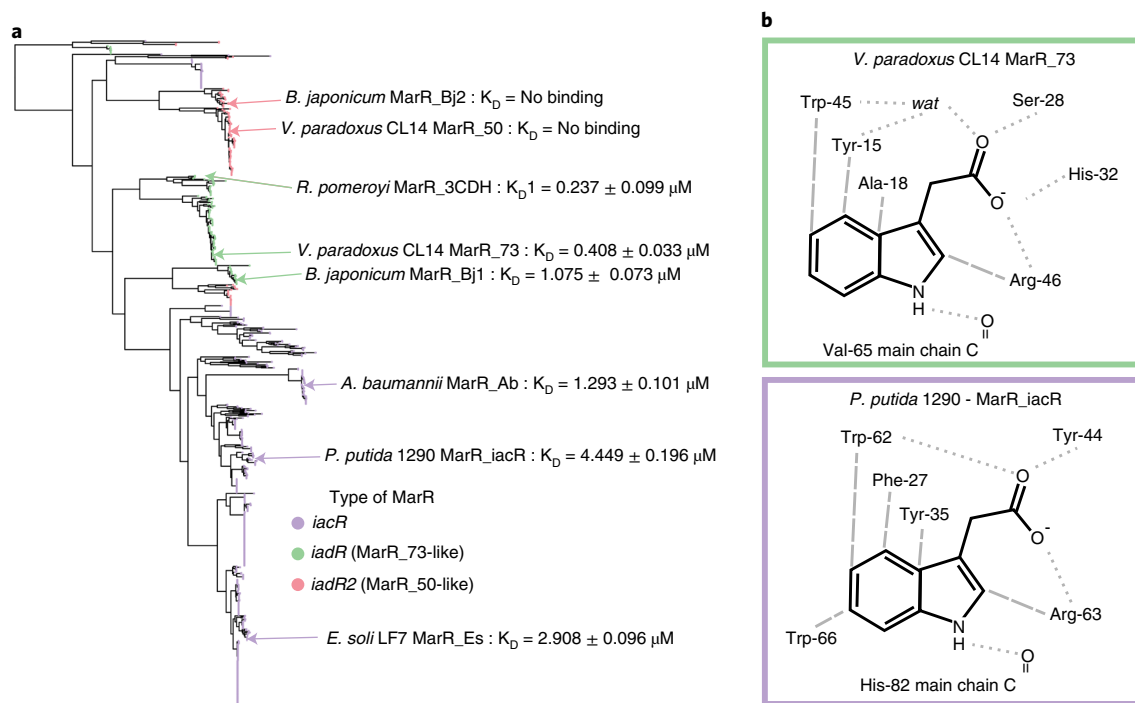 a
B. japonicum MarR_Bj2 : KD = No binding
V. paradoxus CL14 MarR_50 : KD = No binding
R. pomeroyi MarR_3CDH : KD1 = 0.237 ± 0.099 μM
V. paradoxus CL14 MarR_73 : KD = 0.408 ± 0.033 μM
B. japonicum MarR_Bj1 : KD = 1.075 ± 0.073 μM
A. baumannii MarR_Ab : KD = 1.293 ± 0.101 μM
P. putida 1290 MarR_iacR : KD = 4.449 ± 0.196 μM
Type of MarR
iacR
iadR (MarR_73-like)
iadR2 (MarR_50-like)
E. soli LF7 MarR_Es : KD = 2.908 ± 0.096 μM
b
V. paradoxus CL14 MarR_73
Trp-45
wat
Ser-28
Tyr-15
O
Ala-18
His-32
O-
Arg-46
N
H
O
Val-65 main chain C
P. putida 1290 - MarR_iacR
Trp-62
Tyr-44
Phe-27
O
Tyr-35
O-
Arg-63
Trp-66
N
H
O
His-82 main chain C